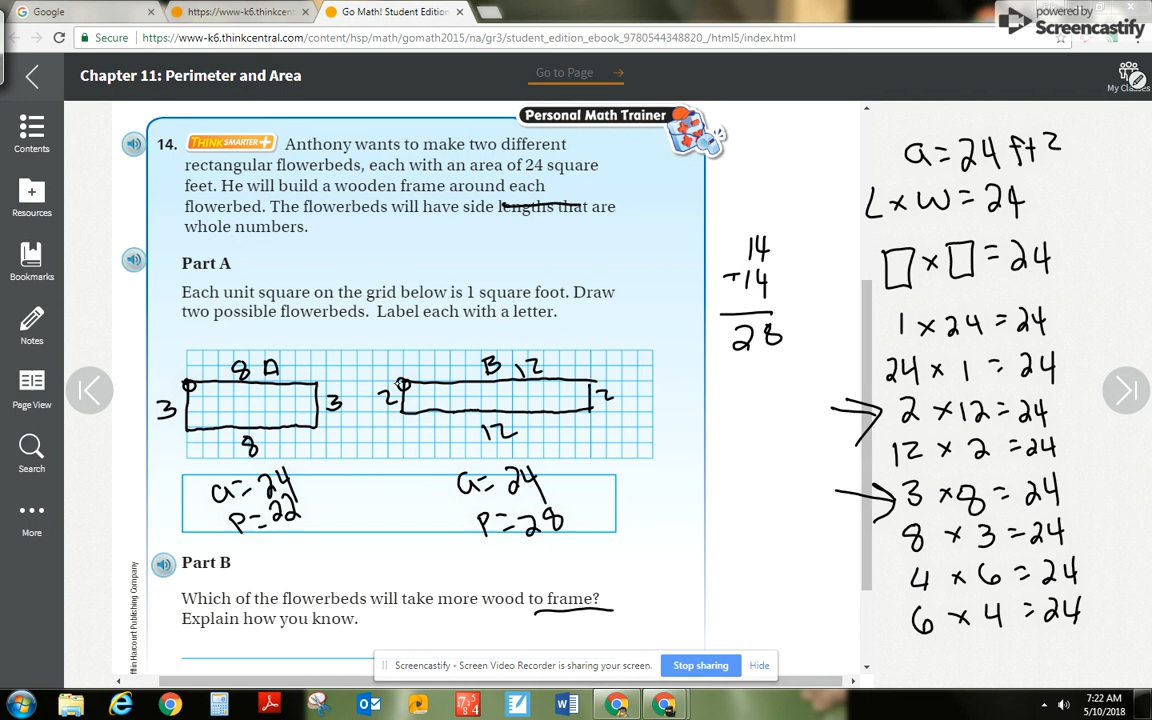 Google
https://www-k6.thinkcent
Go Math! Student Edition
powered by
Screencastify
Secure
https://www-k6.thinkcentral.com/content/hsp/math/gomath2015/na/gr3/student_edition_ebook_9780544348820_/html5/index.html
Chapter 11: Perimeter and Area
Go to Page
My Classes
Contents
Resources
Bookmarks
Notes
Page View
Search
More
Personal Math Trainer
14. THINKSMARTER+ Anthony wants to make two different
rectangular flowerbeds, each with an area of 24 square
feet. He will build a wooden frame around each
flowerbed. The flowerbeds will have side lengths that are
whole numbers.
Part A
Each unit square on the grid below is 1 square foot. Draw
two possible flowerbeds. Label each with a letter.
8 A
3 3
8
B 12
2 2
12
a=24
P=22
a=24
P=28
Part B
Which of the flowerbeds will take more wood to frame?
Explain how you know.
14
+14
28
a=24 ft2
L x W = 24
□ x □ = 24
1 x 24 = 24
24 x 1 = 24
2 x 12 = 24
12 x 2 = 24
3 x 8 = 24
8 x 3 = 24
4 x 6 = 24
6 x 4 = 24
Screencastify - Screen Video Recorder is sharing your screen.
Stop sharing
Hide
7:22 AM
5/10/2018